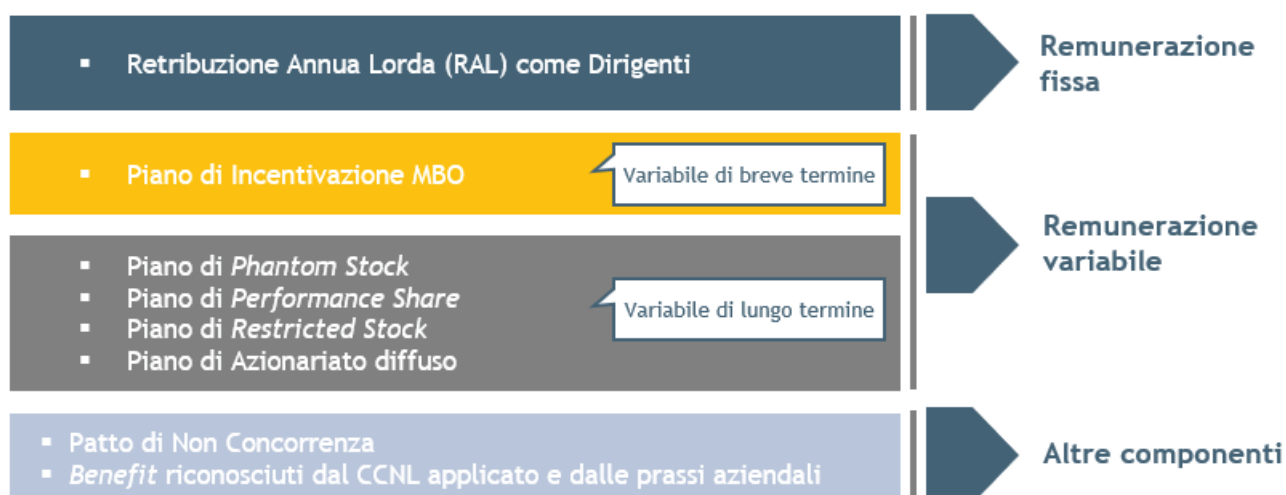 ▪ Retribuzione Annua Lorda (RAL) come Dirigenti
Remunerazione
fissa
▪ Piano di Incentivazione MBO
Variabile di breve termine
▪ Piano di Phantom Stock
▪ Piano di Performance Share
▪ Piano di Restricted Stock
▪ Piano di Azionariato diffuso
Variabile di lungo termine
Remunerazione
variabile
▪ Patto di Non Concorrenza
▪ Benefit riconosciuti dal CCNL applicato e dalle prassi aziendali
Altre componenti